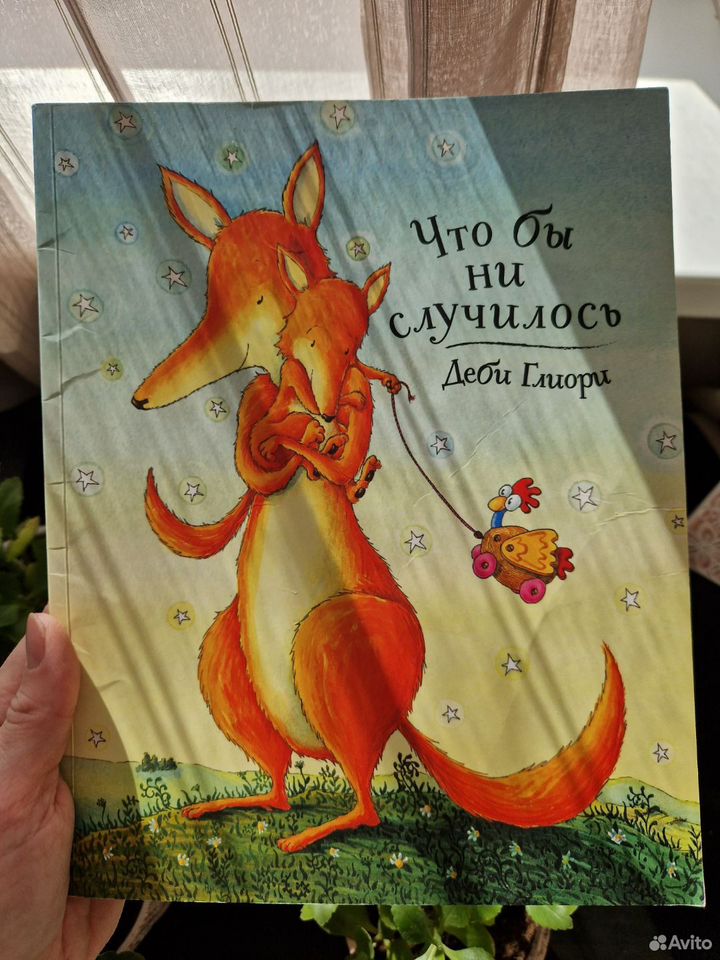 Что бы
ни
случилось
Деби Глиори
Avito